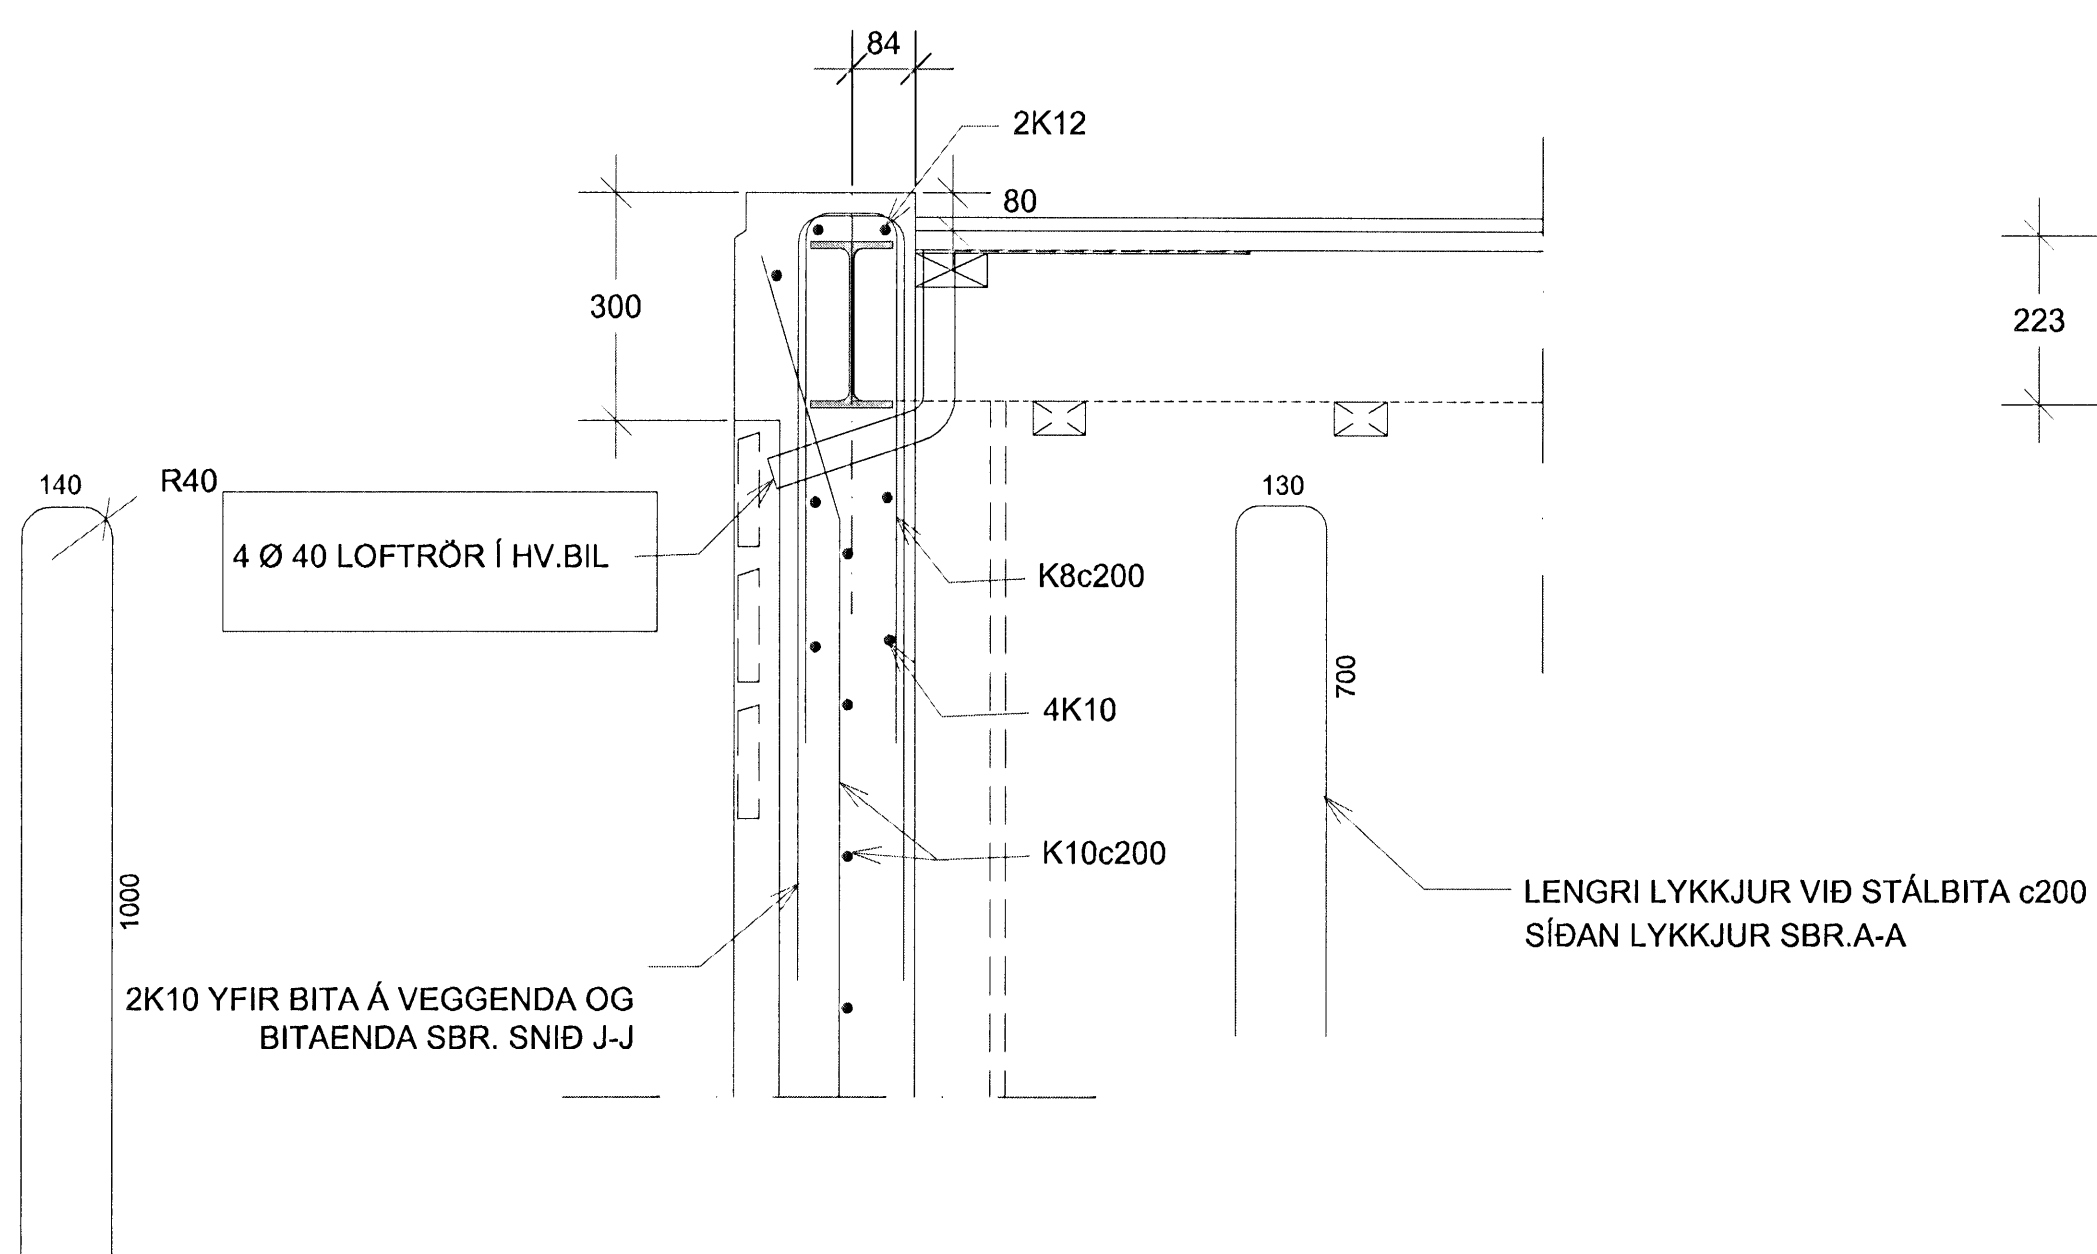 84
2K12
80
300
223
140
R40
130
4 Ø 40 LOFTRÖR Í HV.BIL
K8c200
700
4K10
K10c200
1000
LENGRI LYKKJUR VIÐ STÁLBITA c200
SÍÐAN LYKKJUR SBR.A-A
2K10 YFIR BITA Á VEGGENDA OG
BITAENDA SBR. SNIÐ J-J